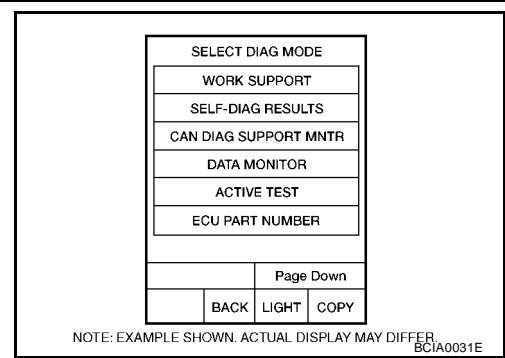 SELECT DIAG MODE
WORK SUPPORT
SELF-DIAG RESULTS
CAN DIAG SUPPORT MNTR
DATA MONITOR
ACTIVE TEST
ECU PART NUMBER
Page Down
BACK LIGHT COPY
NOTE: EXAMPLE SHOWN. ACTUAL DISPLAY MAY DIFFER.
BCIA0031E